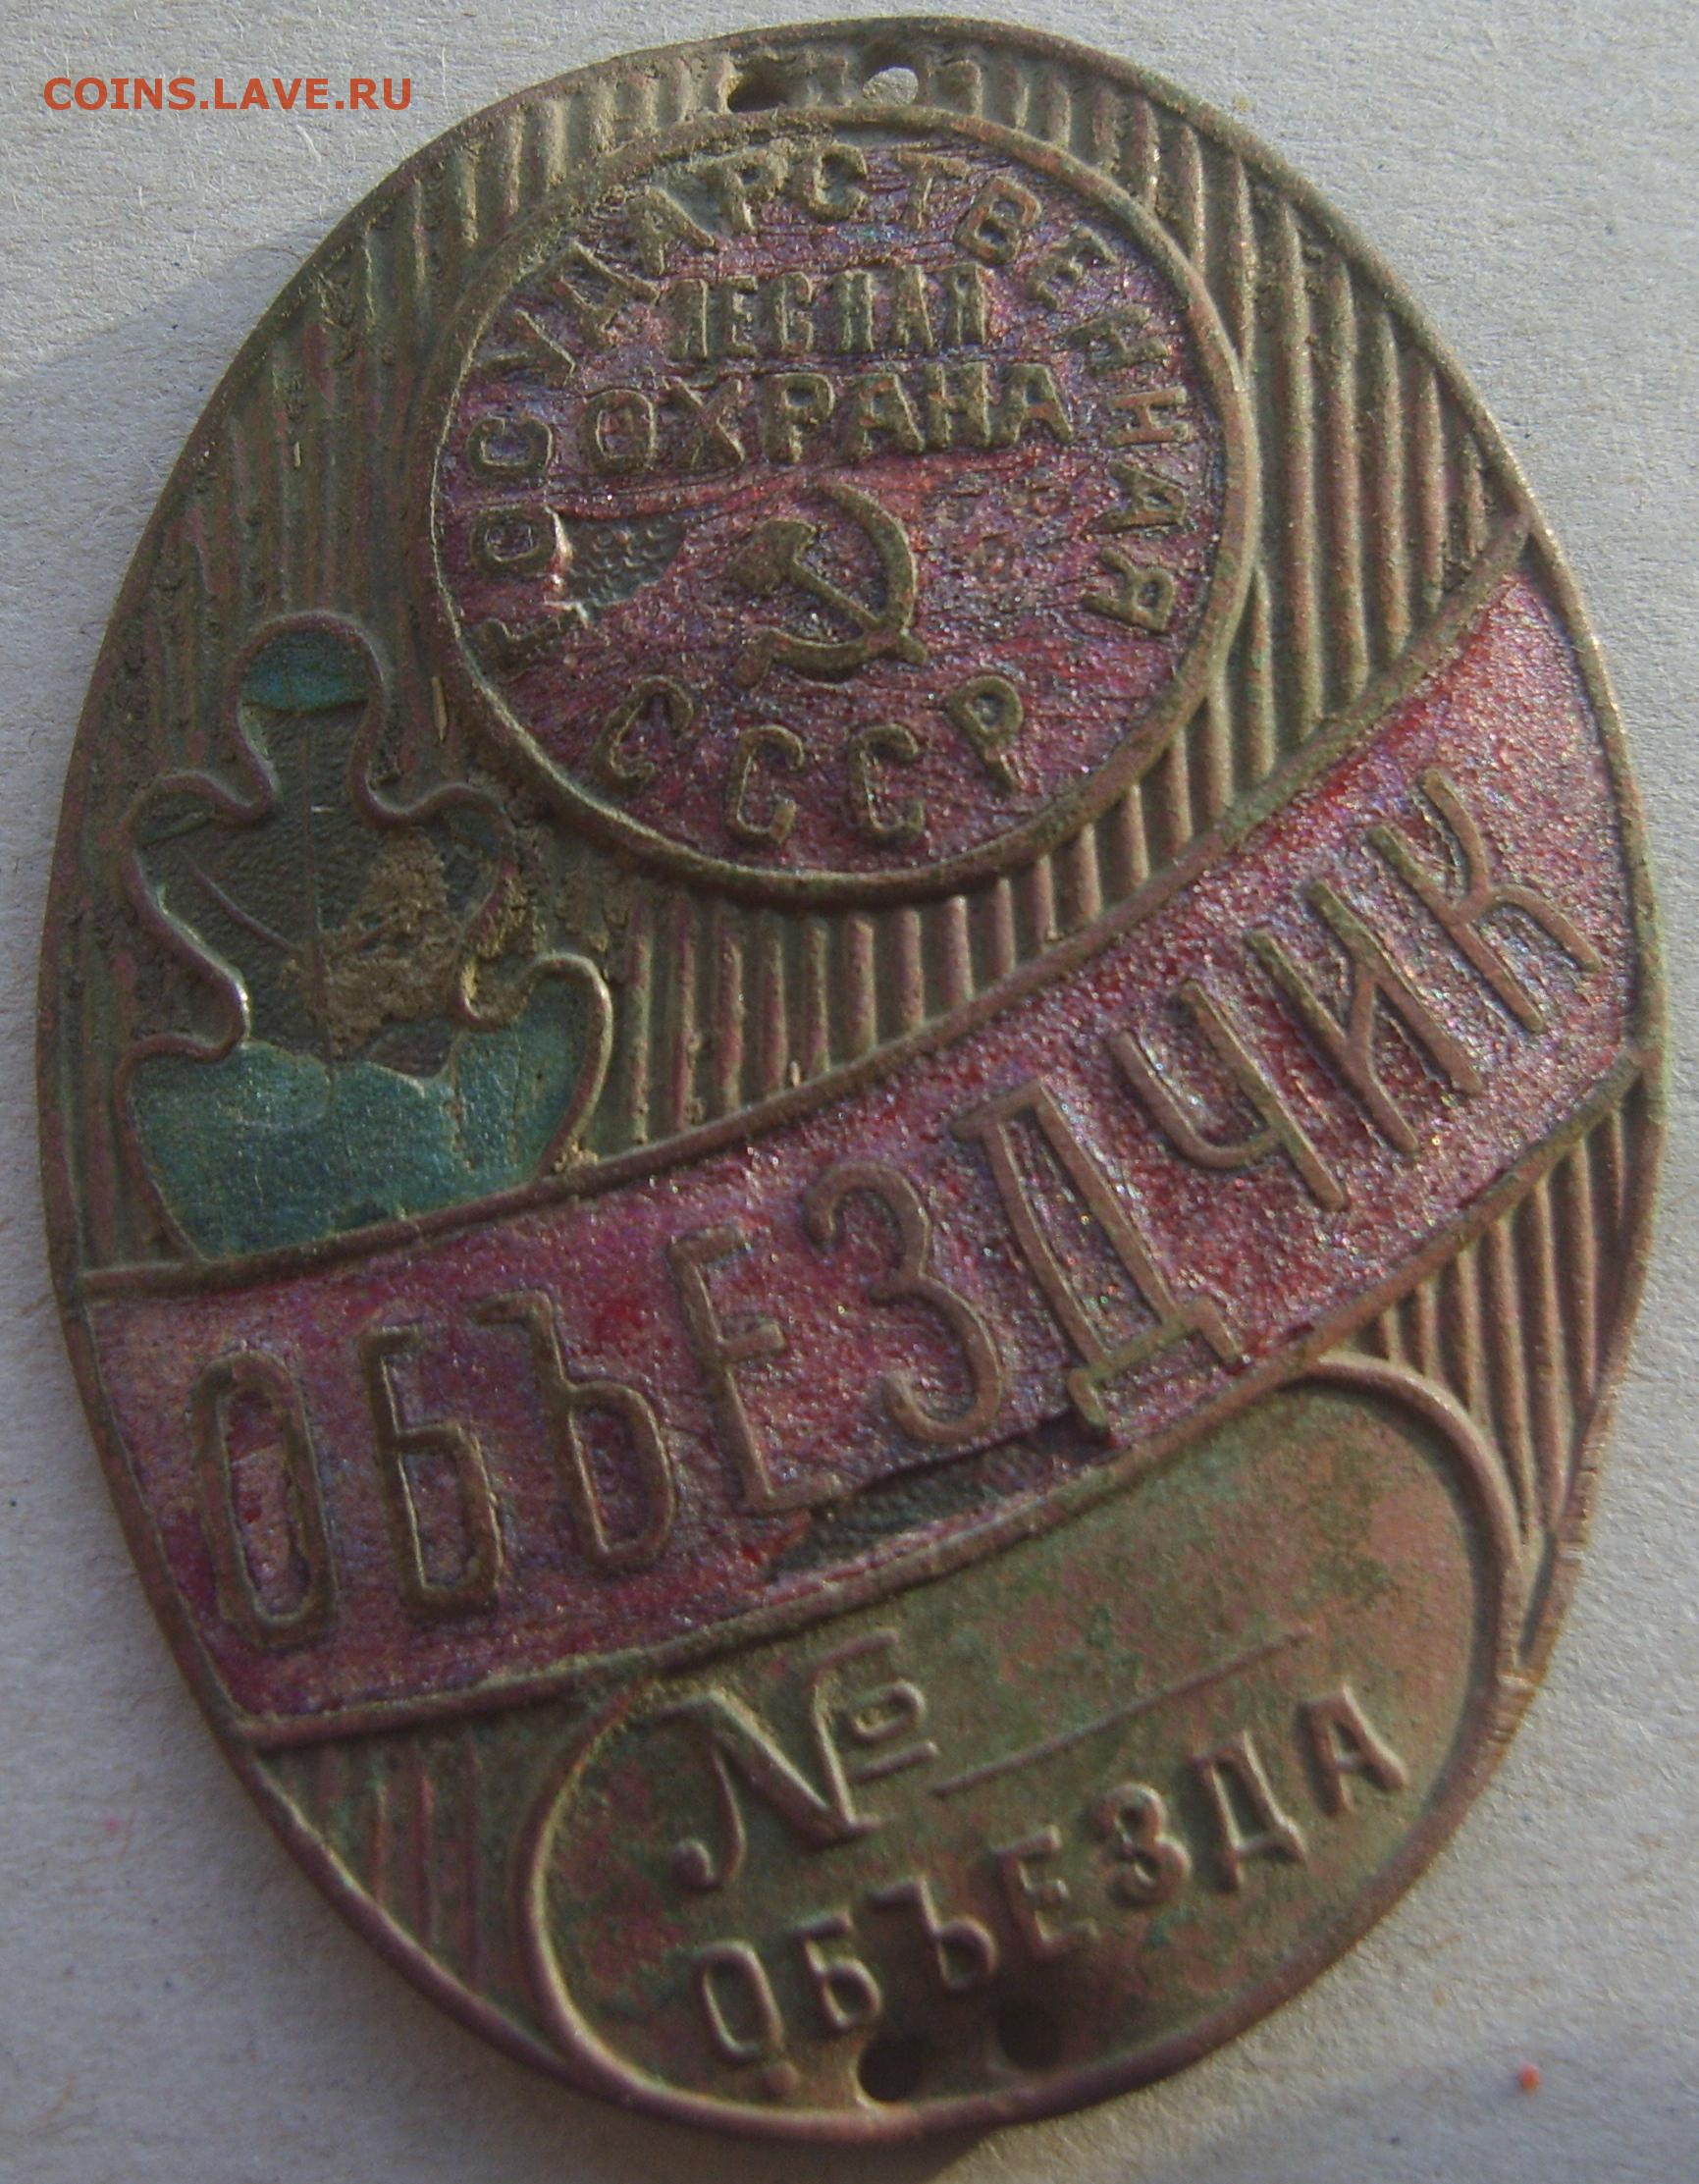 COINS.LAVE.RU
ГОСУДАРСТВЕННАЯ
ЛЕСНАЯ
ОХРАНА
СССР
ОБЪЕЗДЧИК
№
ОБЪЕЗДА